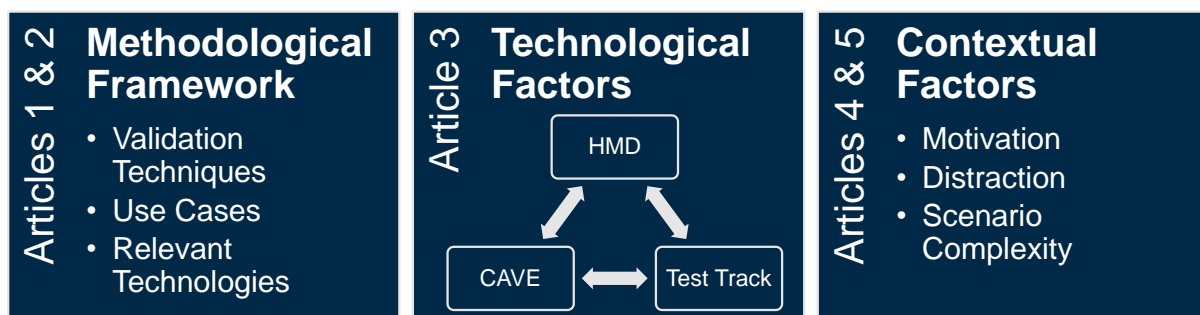 Articles 1 & 2
Methodological
Framework
• Validation
Techniques
• Use Cases
• Relevant
Technologies
Article 3
Technological
Factors
HMD
CAVE
Test Track
Articles 4 & 5
Contextual
Factors
• Motivation
• Distraction
• Scenario
Complexity